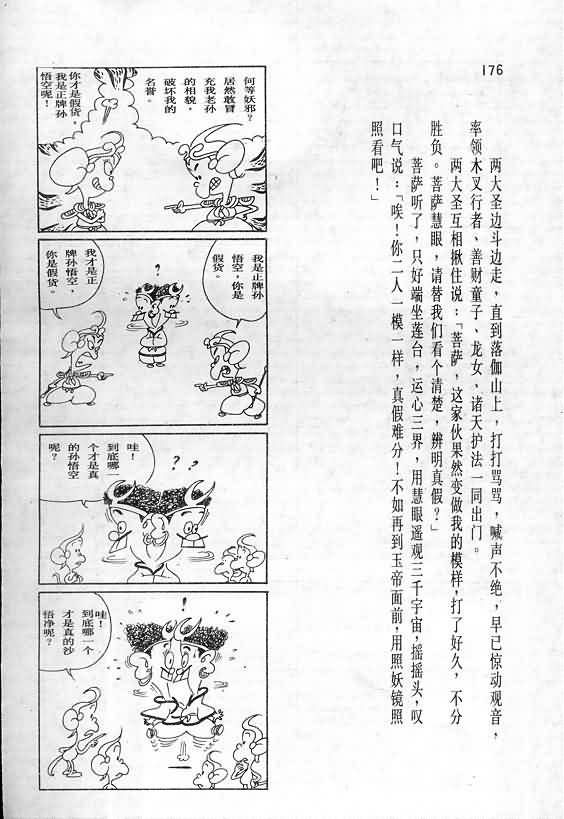 176
两大圣边斗边走，直到落伽山上，打打骂骂，喊声不绝，早已惊动观音，
率领木叉行者、善财童子、龙女，诸天护法一同出门。
两大圣互相揪住说：「菩萨，这家伙果然变做我的模样，打了好久，不分
胜负。菩萨慧眼，请替我们看个清楚，辨明真假？」
菩萨听了，只好端坐莲台，运心三界，用慧眼遥观三千宇宙，摇摇头，叹
口气说：「唉！你二人一模一样，真假难分！不如再到玉帝面前，用照妖镜照
照看吧！」
何等妖邪？
居然敢冒
充我老孙
的相貌，
破坏我的
名誉。
你才是假货。
我是正牌孙
悟空呢！
我是正牌孙
悟空，你是
假货。
我才是正
牌孙悟空，
你是假货。
哇！
到底哪一
个才是真
的孙悟空
呢？
? ?
哇！
到底哪一个
才是真的沙
悟净呢？